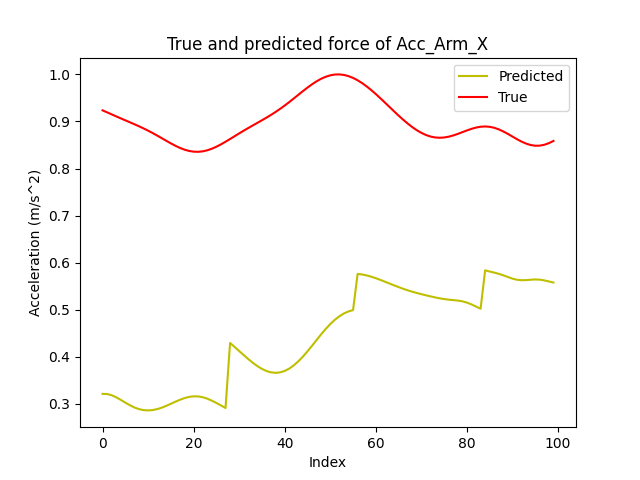 True and predicted force of Acc_Arm_X
Predicted
True
Acceleration (m/s^2)
1.0
0.9
0.8
0.7
0.6
0.5
0.4
0.3
0 20 40 60 80 100
Index